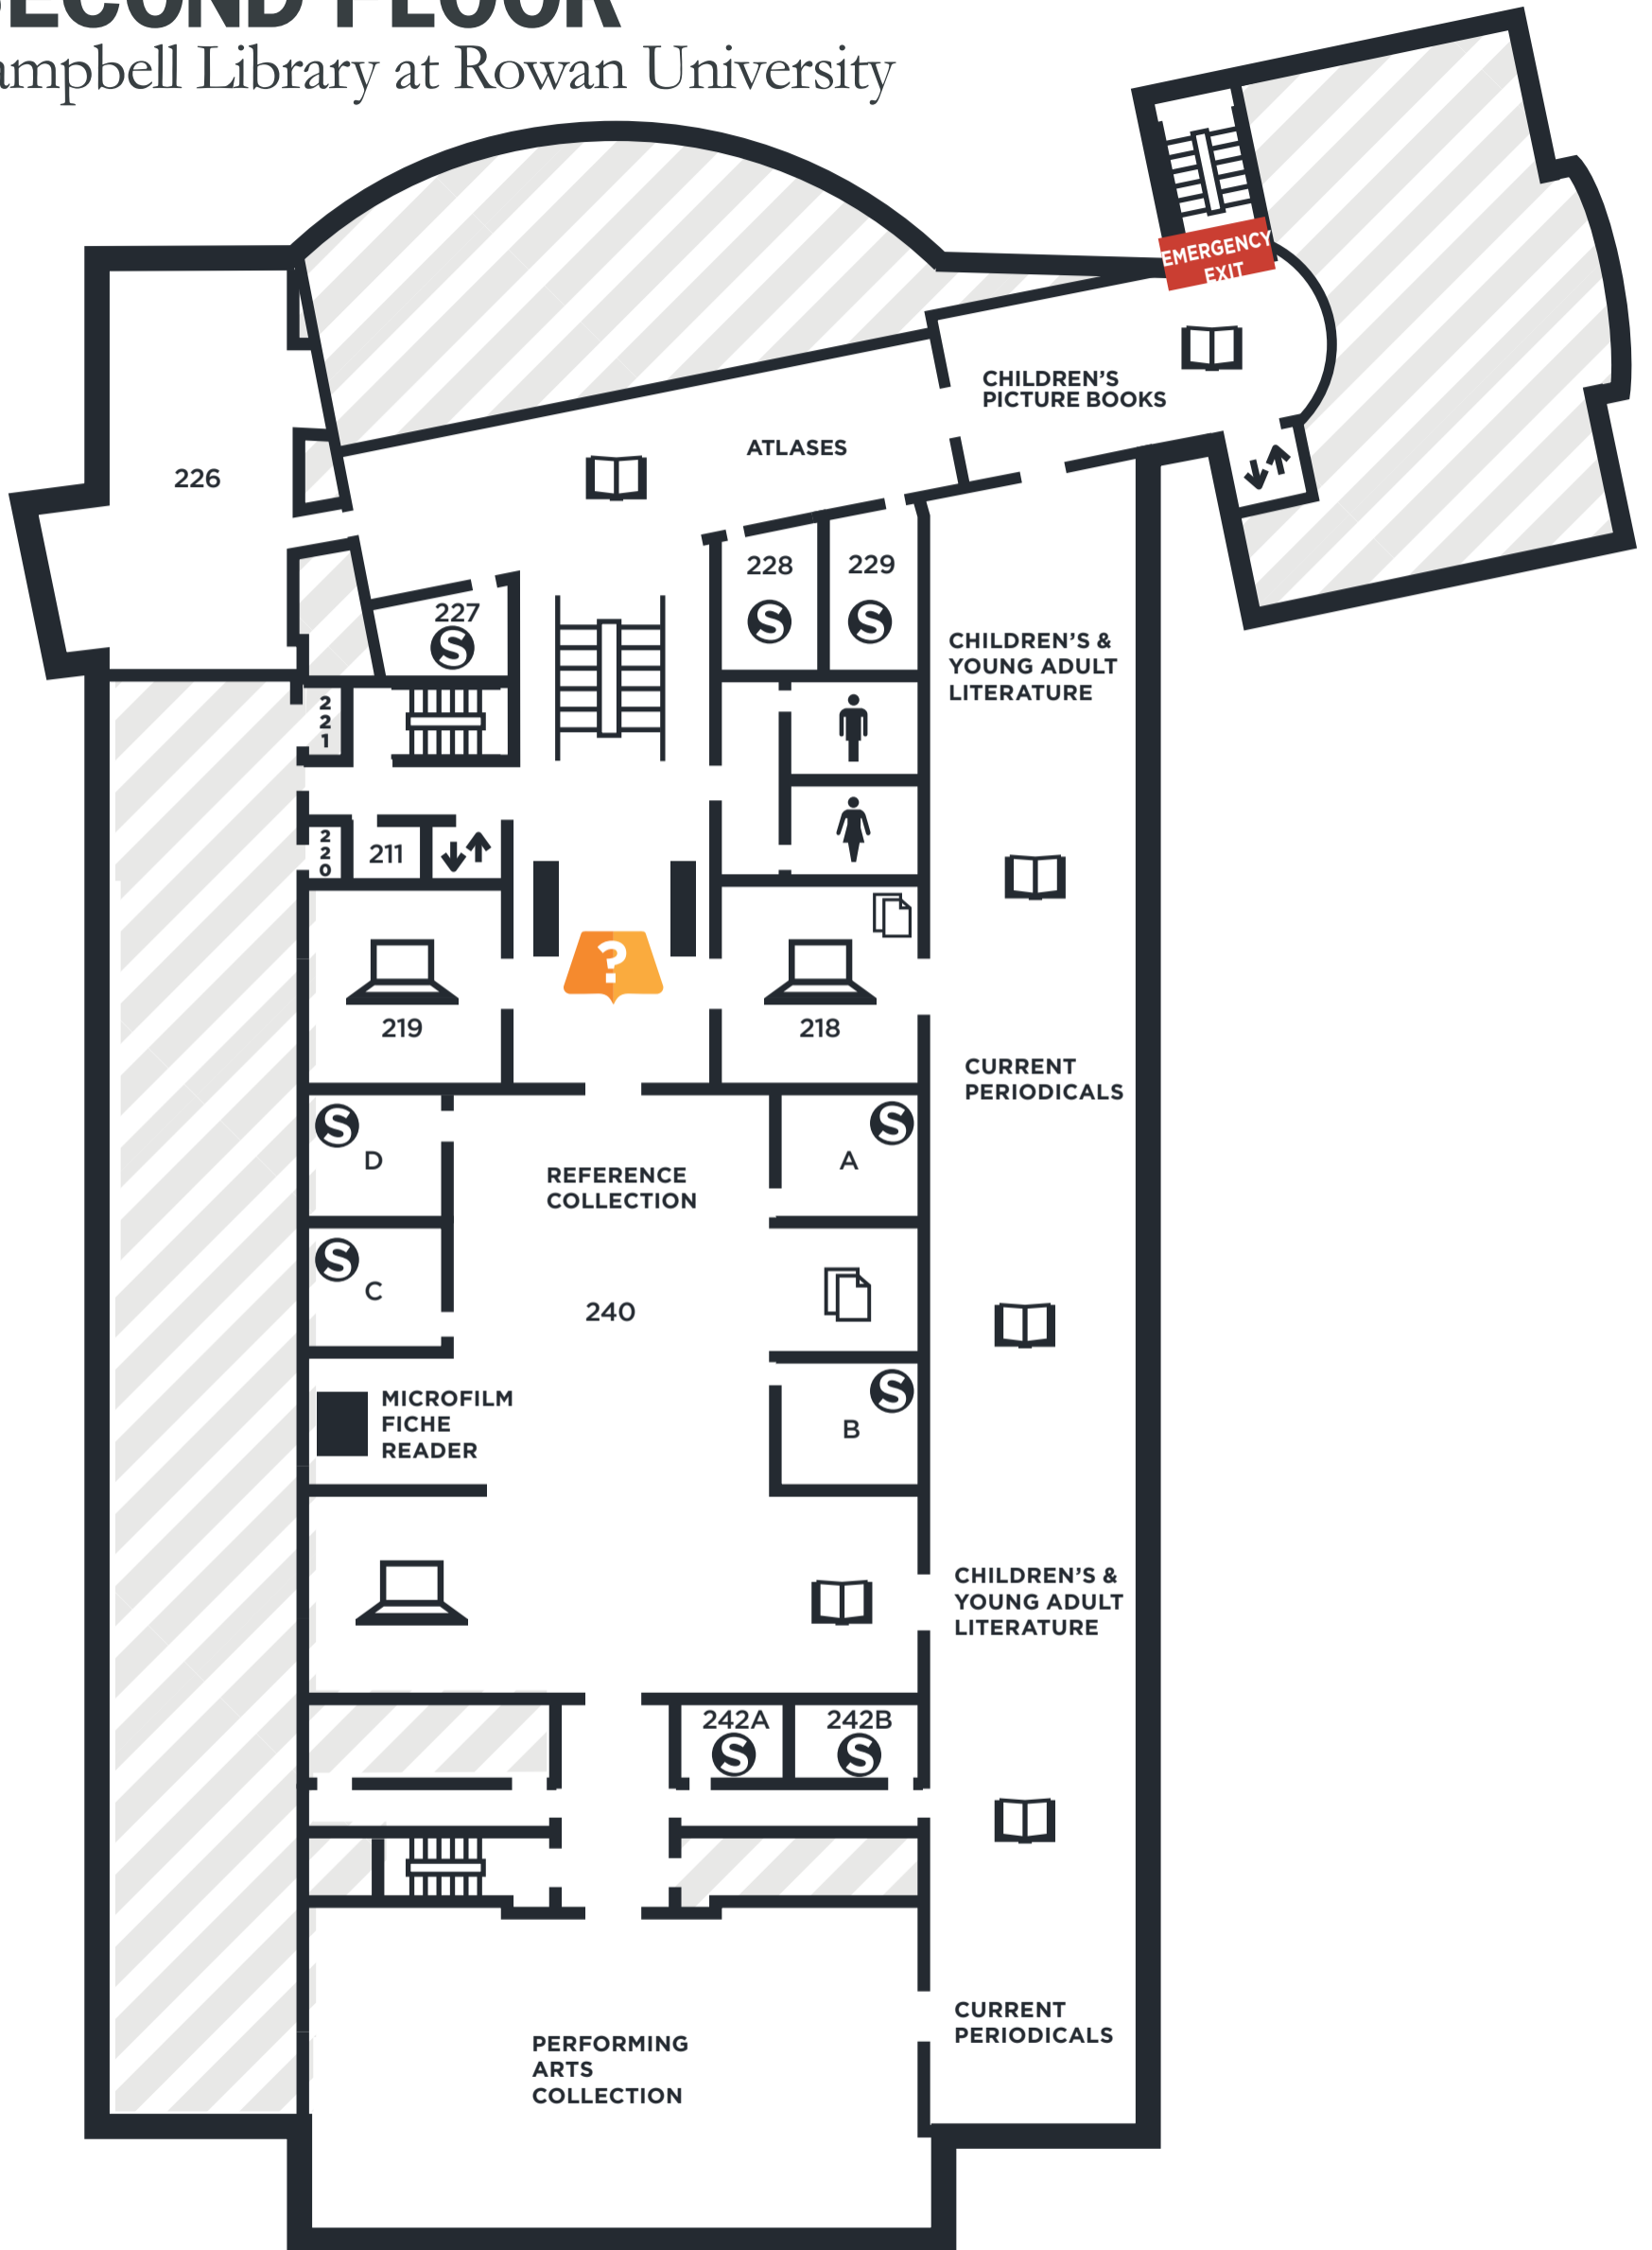 SECOND FLOOR
ampbell Library at Rowan University
EMERGENCY
EXIT
CHILDREN'S
PICTURE BOOKS
ATLASES
226
228
229
227
CHILDREN'S &
YOUNG ADULT
LITERATURE
221
220
211
?
219
218
CURRENT
PERIODICALS
D
A
REFERENCE
COLLECTION
C
240
MICROFILM
FICHE
READER
B
CHILDREN'S &
YOUNG ADULT
LITERATURE
242A
242B
CURRENT
PERIODICALS
PERFORMING
ARTS
COLLECTION
S
S
S
S
S
S
S
S
S